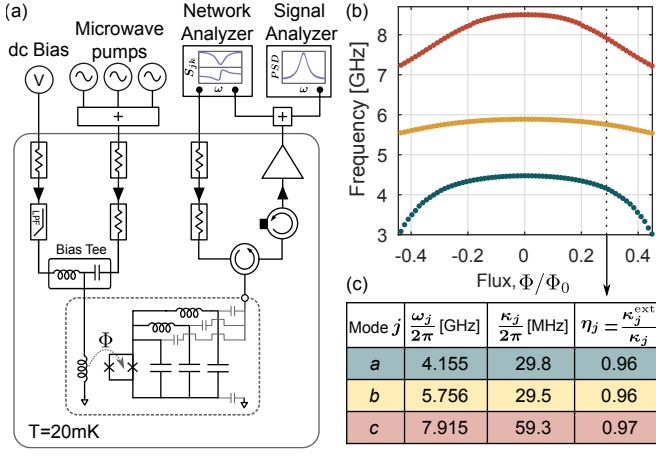 (a)
Network
Analyzer
Signal
Analyzer
dc Bias
Microwave
pumps
V
S_jk
ω
PSD
ω
+
+
LPF
Bias Tee
Φ
T=20mK
(b)
Frequency [GHz]
8
7
6
5
4
3
-0.4 -0.2 0 0.2 0.4
Flux, Φ/Φ₀
(c)
Mode j ω_j/2π [GHz] κ_j/2π [MHz] η_j = κ_j^ext/κ_j
a 4.155 29.8 0.96
b 5.756 29.5 0.96
c 7.915 59.3 0.97